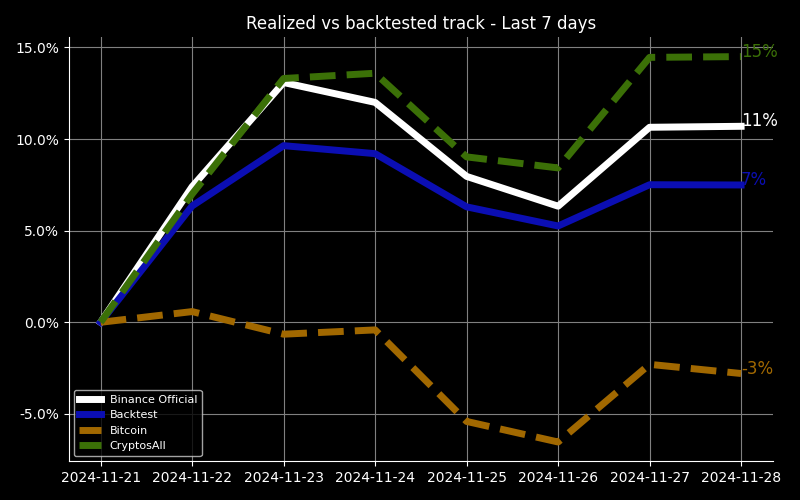 Realized vs backtested track - Last 7 days
15.0%
10.0%
5.0%
0.0%
-5.0%
15%
11%
7%
-3%
Binance Official
Backtest
Bitcoin
CryptosAll
2024-11-21 2024-11-22 2024-11-23 2024-11-24 2024-11-25 2024-11-26 2024-11-27 2024-11-28